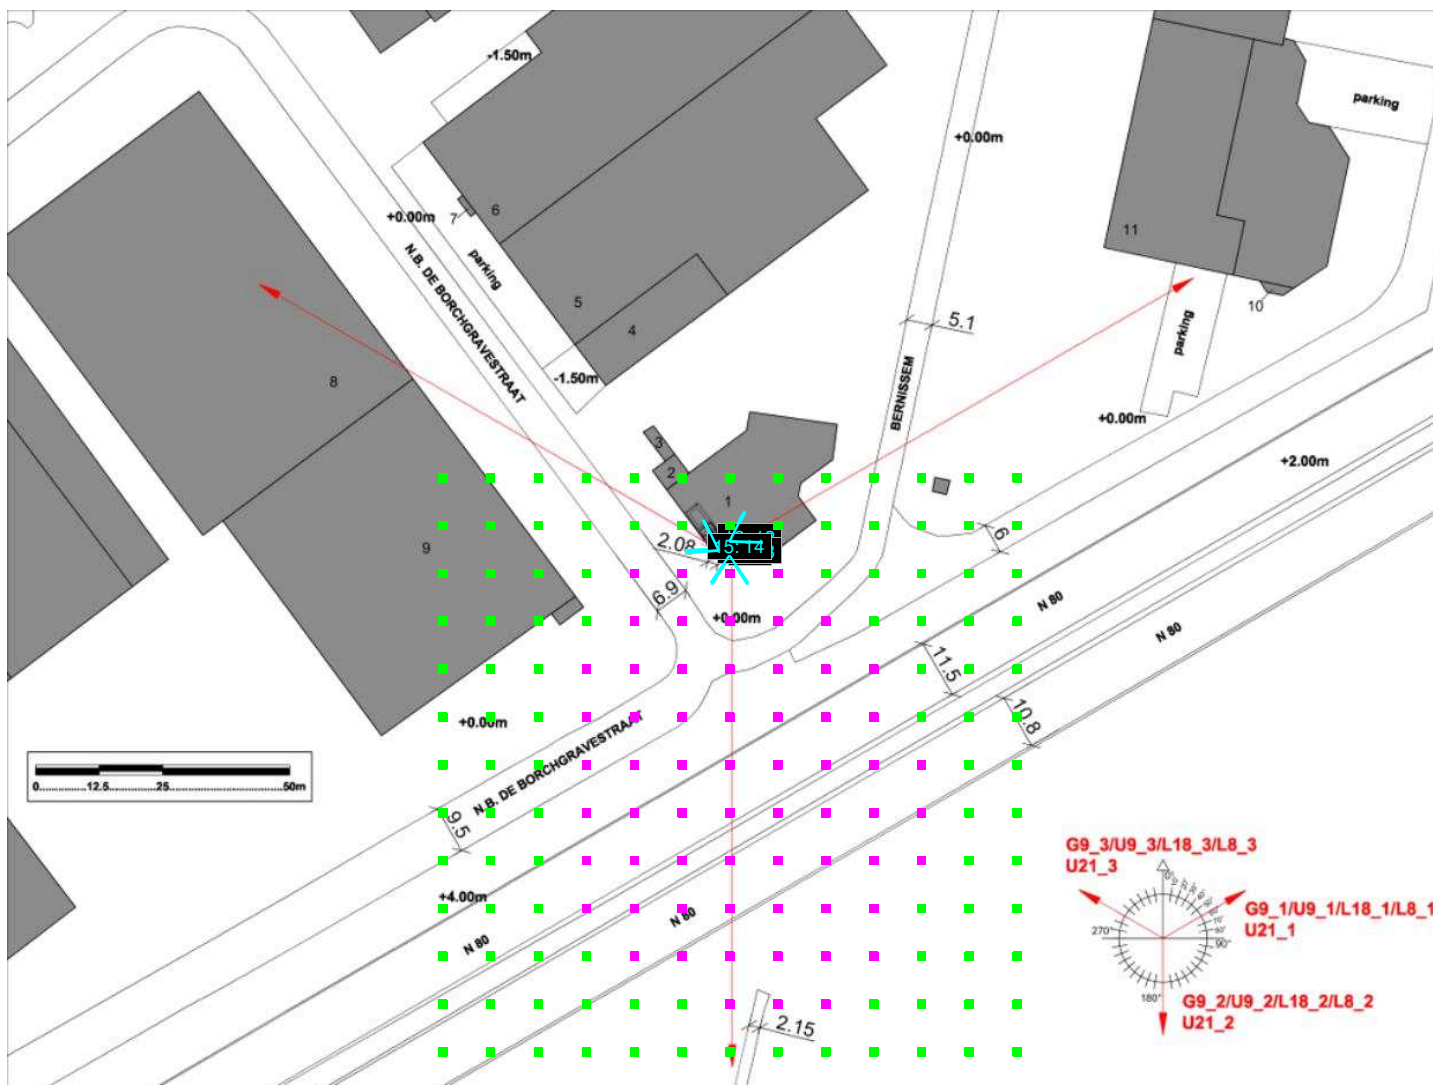 -1.50m
parking
+0.00m
+0.00m
7
6
parking
N.B. DE BORCHGRAVESTRAAT
11
10
5
4
5.1
parking
8
-1.50m
BERNISSEM
+0.00m
3
2
+2.00m
1
9
2.08
5: 14
6
6.9
+0.00m
N 80
N 80
11.5
10.8
+0.00m
N.B. DE BORCHGRAVESTRAAT
0
12.5
25
50m
9.5
+4.00m
N 80
N 80
2.15
G9_3/U9_3/L18_3/L8_3
U21_3
G9_1/U9_1/L18_1/L8_1
U21_1
270°
90°
180°
G9_2/U9_2/L18_2/L8_2
U21_2